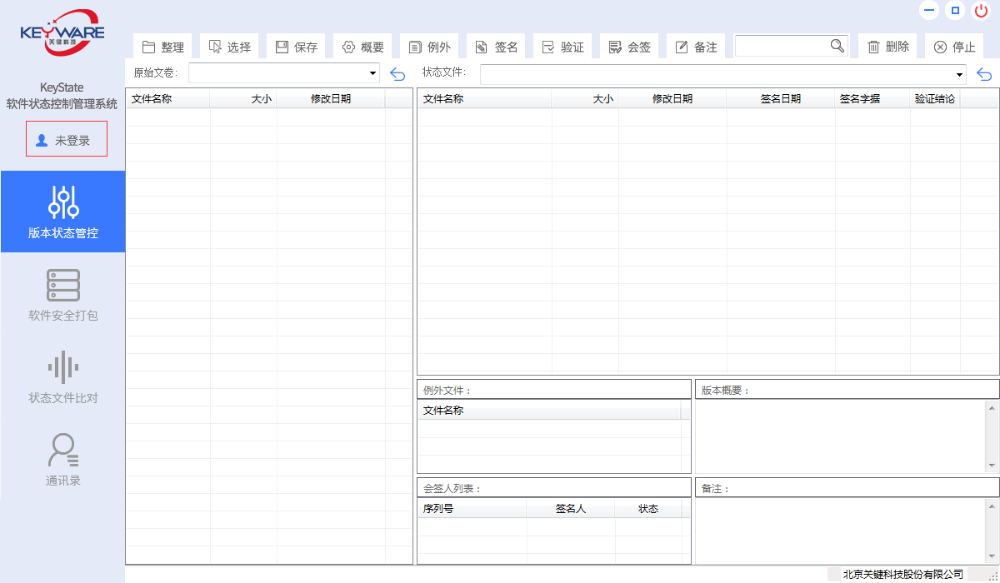 KEYWARE
关键科技
KeyState
软件状态控制管理系统
未登录
版本状态管控
软件安全打包
状态文件比对
通讯录
整理 选择 保存 概要 例外 签名 验证 会签 备注 删除 停止
原始文卷: 状态文件:
文件名称 大小 修改日期
文件名称 大小 修改日期 签名日期 签名字据 验证结论
例外文件：
文件名称
版本概要：
会签人列表：
序列号 签名人 状态
备注：
北京关键科技股份有限公司